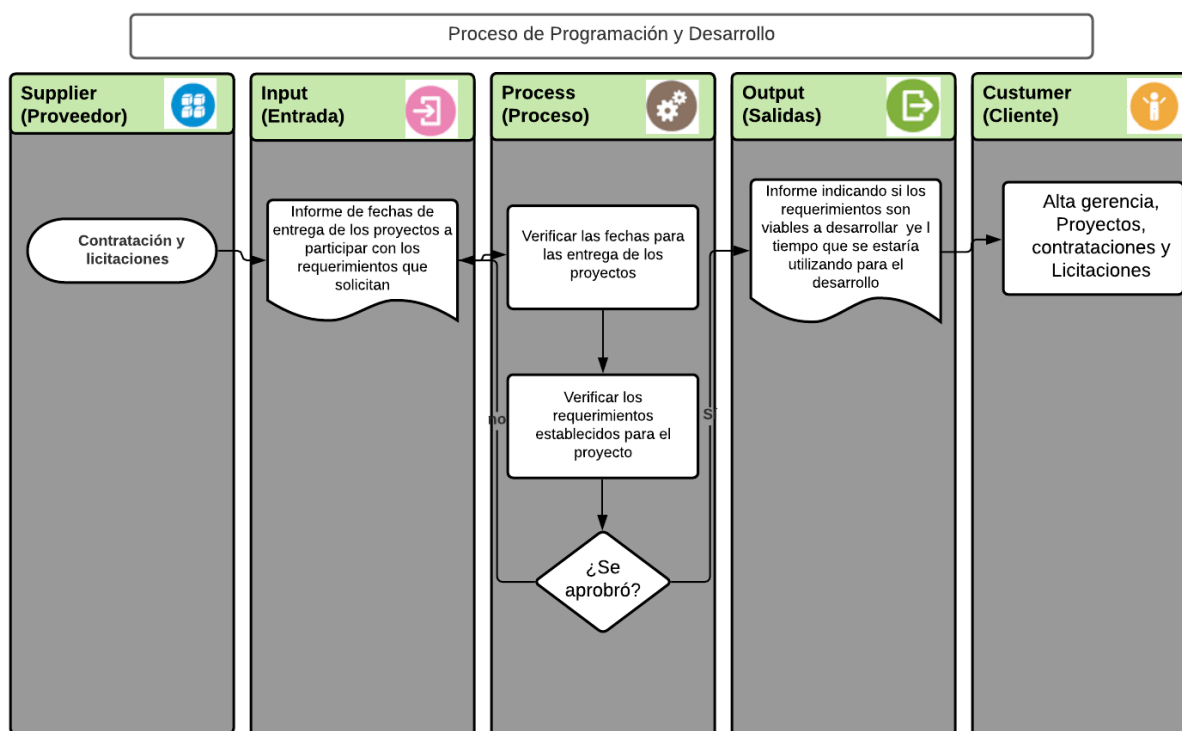 Proceso de Programación y Desarrollo
Supplier
(Proveedor)
Input
(Entrada)
Process
(Proceso)
Output
(Salidas)
Custumer
(Cliente)
Contratación y
licitaciones
Informe de fechas de
entrega de los proyectos a
participar con los
requerimientos que
solicitan
Verificar las fechas para
las entrega de los
proyectos
Verificar los
requerimientos
establecidos para el
proyecto
¿Se
aprobró?
no
Sí
Informe indicando si los
requerimientos son
viables a desarrollar ye l
tiempo que se estaría
utilizando para el
desarrollo
Alta gerencia,
Proyectos,
contrataciones y
Licitaciones